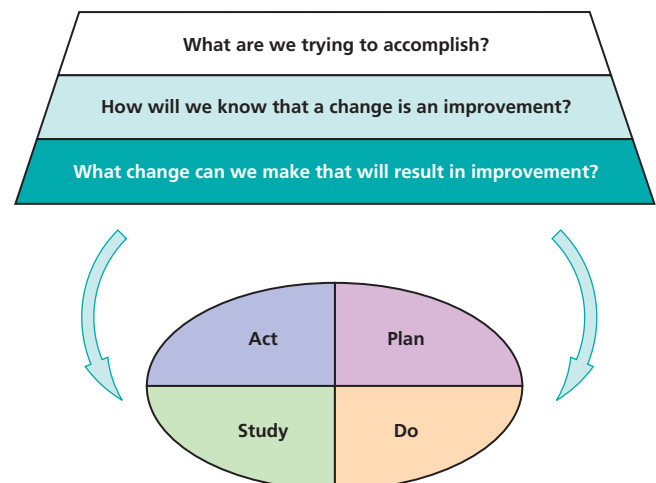 What are we trying to accomplish?
How will we know that a change is an improvement?
What change can we make that will result in improvement?
Act
Plan
Study
Do